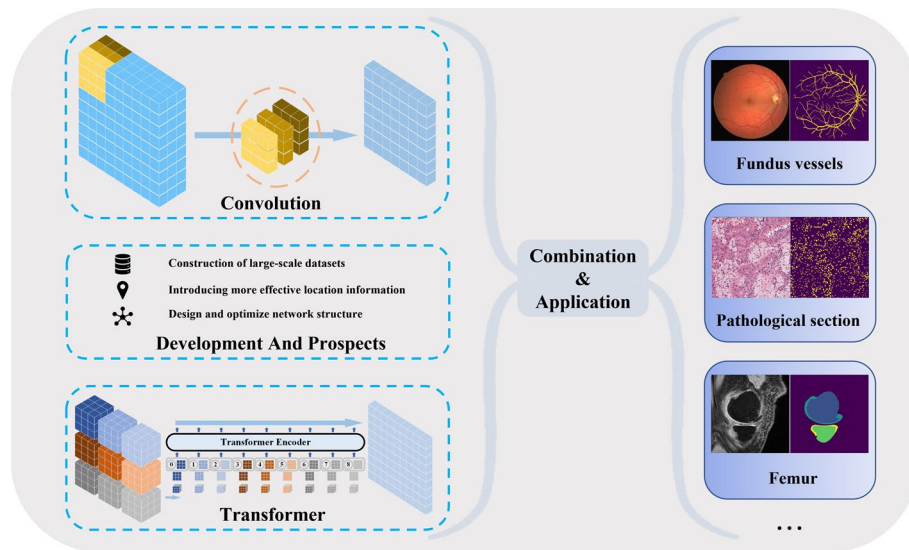 Convolution
Construction of large-scale datasets
Introducing more effective location information
Design and optimize network structure
Development And Prospects
Transformer Encoder
0 1 2 3 4 5 6 7 8
Transformer
Combination
&
Application
Fundus vessels
Pathological section
Femur
...